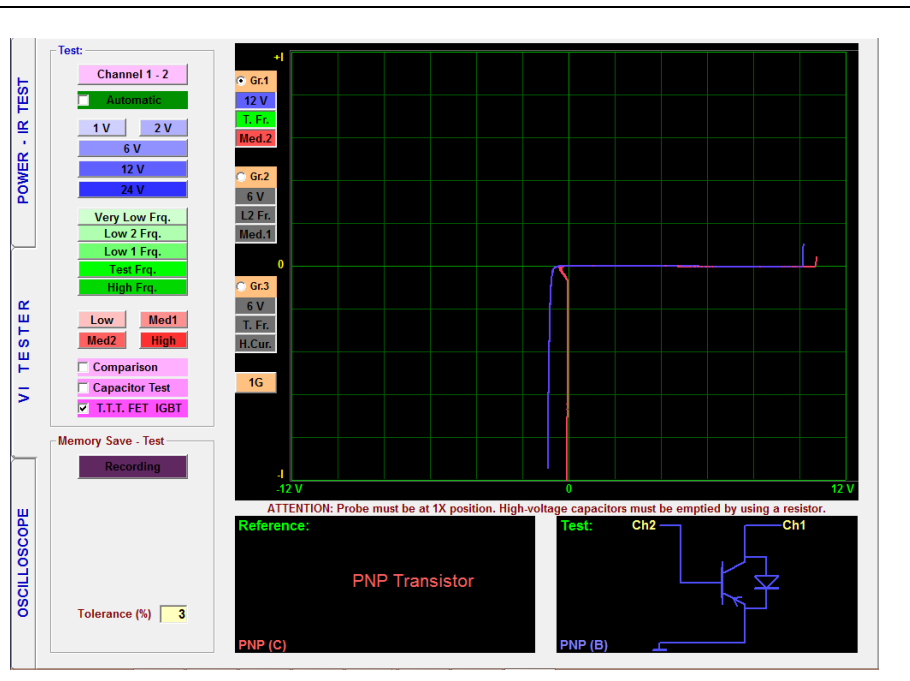 POWER - IR TEST
VI TESTER
OSCILLOSCOPE
Test:
Channel 1 - 2
Automatic
1 V
2 V
6 V
12 V
24 V
Very Low Frq.
Low 2 Frq.
Low 1 Frq.
Test Frq.
High Frq.
Low
Med1
Med2
High
Comparison
Capacitor Test
T.T.T. FET IGBT
Memory Save - Test
Recording
Tolerance (%) 3
Gr.1
12 V
T. Fr.
Med.2
Gr.2
6 V
L2 Fr.
Med.1
Gr.3
6 V
T. Fr.
H.Cur.
1G
+I
0
-I
-12 V
0
12 V
ATTENTION: Probe must be at 1X position. High-voltage capacitors must be emptied by using a resistor.
Reference:
PNP Transistor
PNP (C)
Test:
Ch2
Ch1
PNP (B)